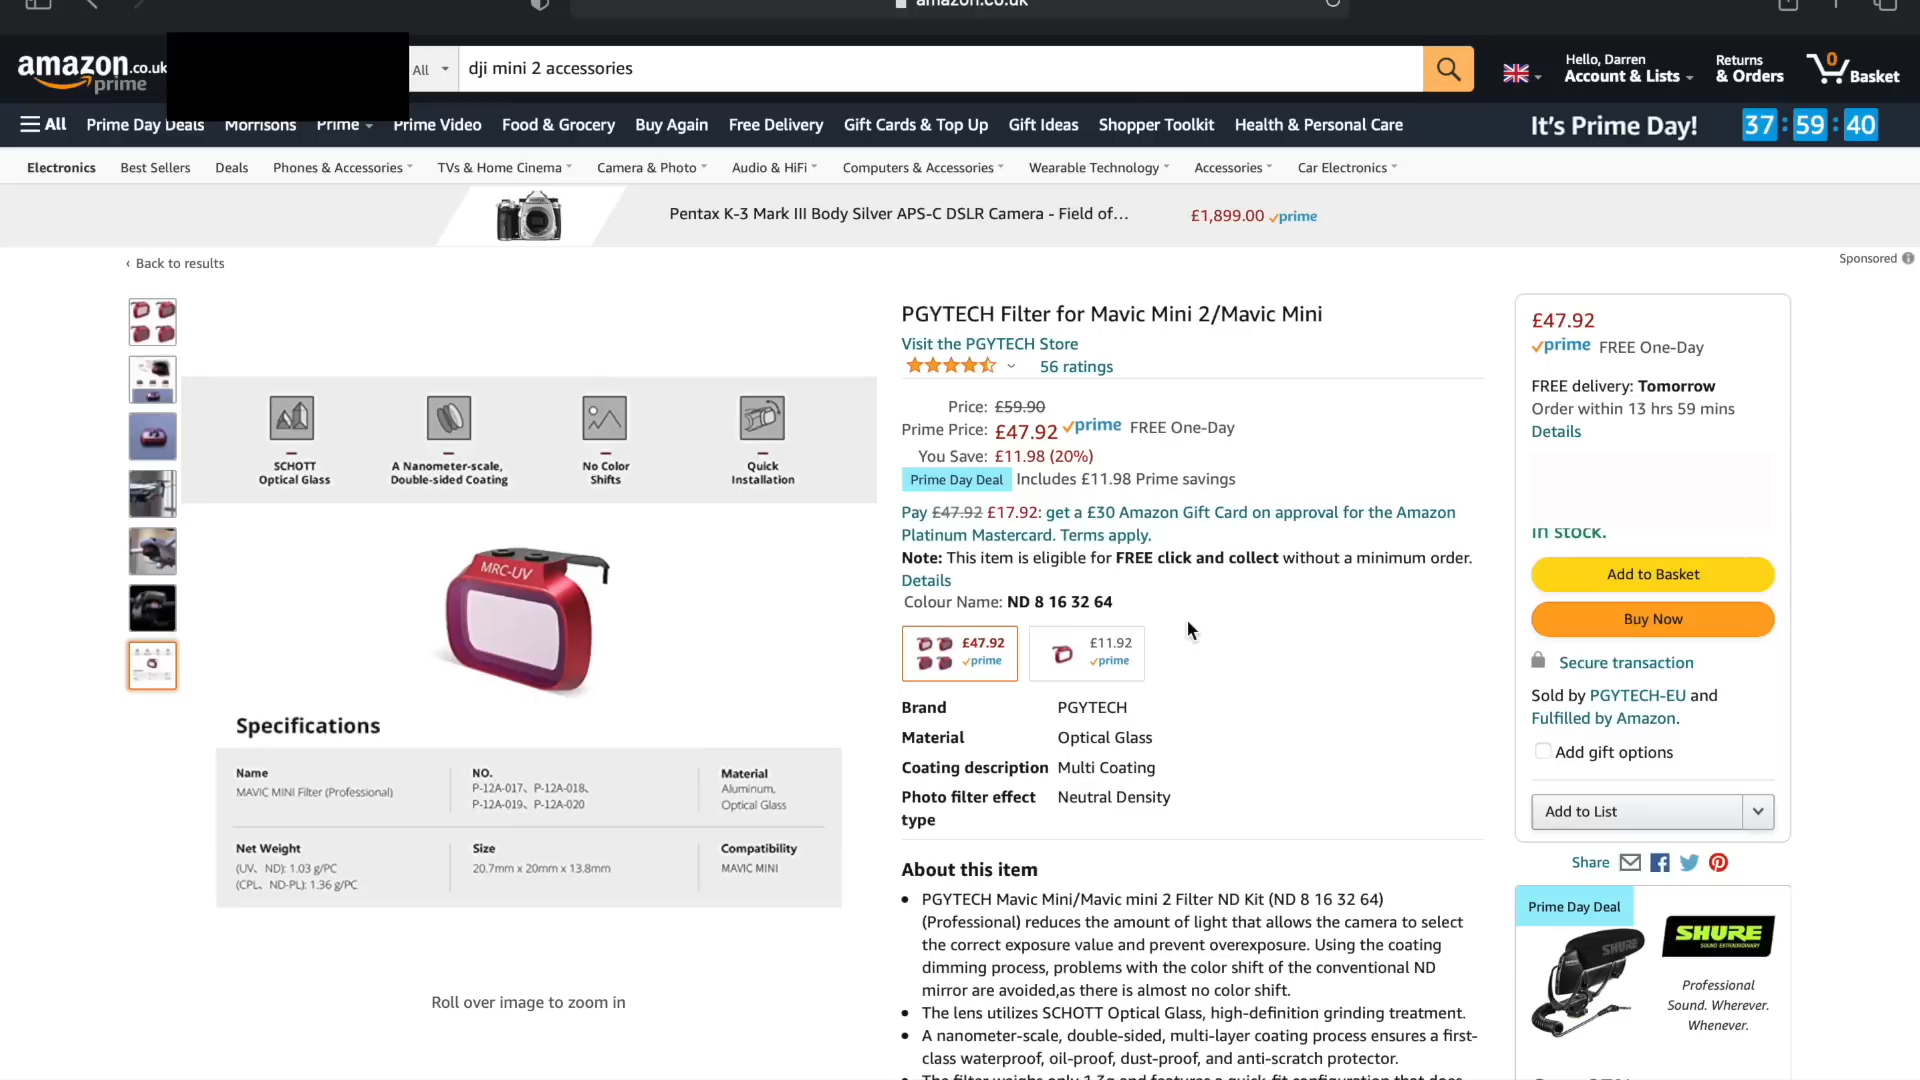 amazon.co.uk
amazon.co.uk
prime
All
dji mini 2 accessories
Hello, Darren
Account & Lists
Returns
& Orders
0
Basket
All
Prime Day Deals
Morrisons
Prime
Prime Video
Food & Grocery
Buy Again
Free Delivery
Gift Cards & Top Up
Gift Ideas
Shopper Toolkit
Health & Personal Care
It's Prime Day!
37 : 59 : 40
Electronics
Best Sellers
Deals
Phones & Accessories
TVs & Home Cinema
Camera & Photo
Audio & HiFi
Computers & Accessories
Wearable Technology
Accessories
Car Electronics
Pentax K-3 Mark III Body Silver APS-C DSLR Camera - Field of...
£1,899.00 prime
‹ Back to results
Sponsored
SCHOTT
Optical Glass
A Nanometer-scale,
Double-sided Coating
No Color
Shifts
Quick
Installation
MRC-UV
Specifications
Name
MAVIC MINI Filter (Professional)
NO.
P-12A-017、P-12A-018、
P-12A-019、P-12A-020
Material
Aluminum,
Optical Glass
Net Weight
(UV、ND): 1.03 g/PC
(CPL、ND-PL): 1.36 g/PC
Size
20.7mm x 20mm x 13.8mm
Compatibility
MAVIC MINI
Roll over image to zoom in
PGYTECH Filter for Mavic Mini 2/Mavic Mini
Visit the PGYTECH Store
56 ratings
Price: £59.90
Prime Price: £47.92 prime FREE One-Day
You Save: £11.98 (20%)
Prime Day Deal Includes £11.98 Prime savings
Pay £47.92 £17.92: get a £30 Amazon Gift Card on approval for the Amazon
Platinum Mastercard. Terms apply.
Note: This item is eligible for FREE click and collect without a minimum order.
Details
Colour Name: ND 8 16 32 64
£47.92
prime
£11.92
prime
Brand PGYTECH
Material Optical Glass
Coating description Multi Coating
Photo filter effect Neutral Density
type
About this item
• PGYTECH Mavic Mini/Mavic mini 2 Filter ND Kit (ND 8 16 32 64)
(Professional) reduces the amount of light that allows the camera to select
the correct exposure value and prevent overexposure. Using the coating
dimming process, problems with the color shift of the conventional ND
mirror are avoided,as there is almost no color shift.
• The lens utilizes SCHOTT Optical Glass, high-definition grinding treatment.
• A nanometer-scale, double-sided, multi-layer coating process ensures a first-
class waterproof, oil-proof, dust-proof, and anti-scratch protector.
• The filter weighs only 1.3g and features a quick-fit configuration that does
£47.92
prime FREE One-Day
FREE delivery: Tomorrow
Order within 13 hrs 59 mins
Details
In stock.
Add to Basket
Buy Now
Secure transaction
Sold by PGYTECH-EU and
Fulfilled by Amazon.
Add gift options
Add to List
Share
Prime Day Deal
SHURE
SOUND EXTRAORDINARY
SHURE
Professional
Sound. Wherever.
Whenever.